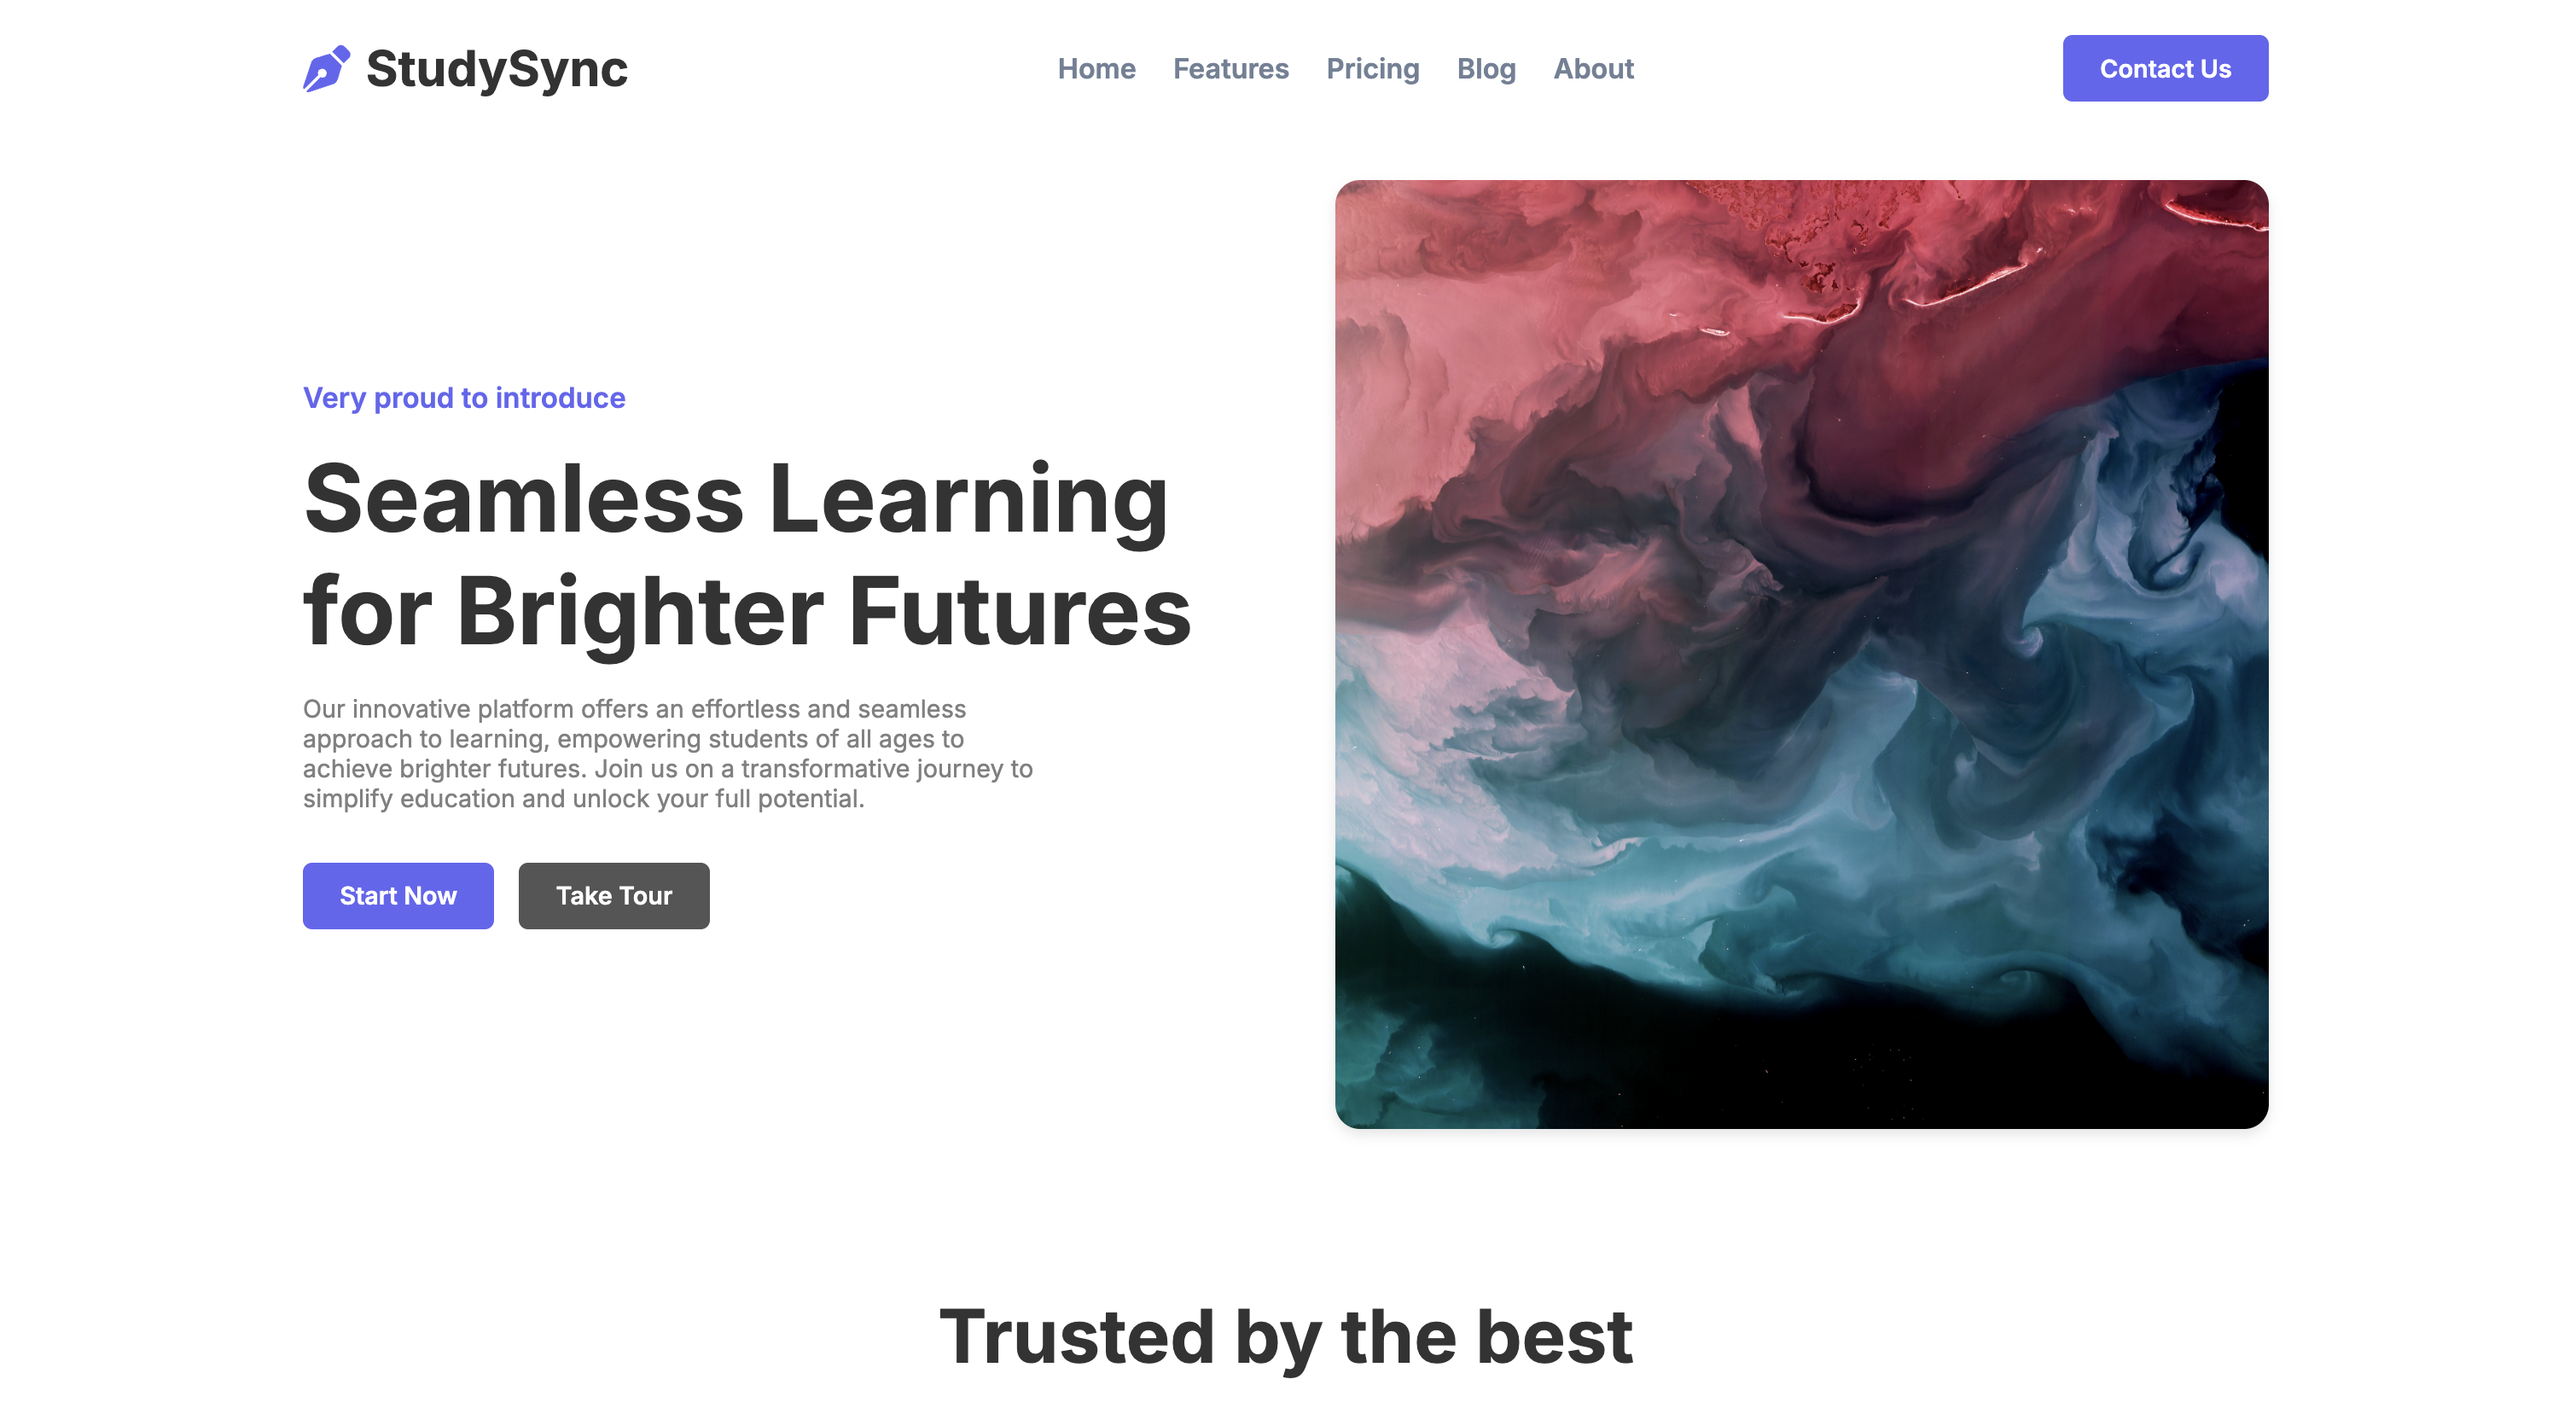 StudySync
Home Features Pricing Blog About
Contact Us
Very proud to introduce
Seamless Learning
for Brighter Futures
Our innovative platform offers an effortless and seamless
approach to learning, empowering students of all ages to
achieve brighter futures. Join us on a transformative journey to
simplify education and unlock your full potential.
Start Now
Take Tour
Trusted by the best